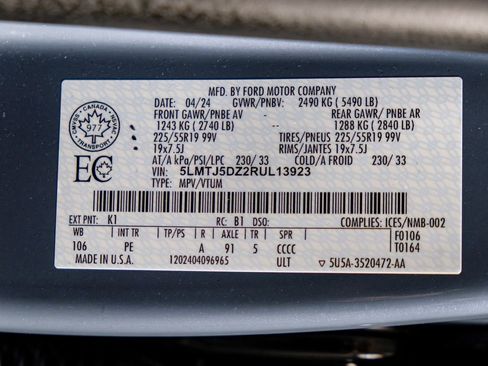 MFD. BY FORD MOTOR COMPANY
DATE: 04/24 GVWR/PNBV: 2490 KG ( 5490 LB)
FRONT GAWR/PNBE AV - REAR GAWR/ PNBE AR
1243 KG ( 2740 LB) 1288 KG ( 2840 LB)
225/55R19 99V TIRES/PNEUS 225/55R19 99V
19x7.5J RIMS/JANTES 19x7.5J
AT/A kPa/PSI/LPC 230/ 33 COLD/A FROID 230/ 33
VIN: 5LMTJ5DZ2RUL13923
TYPE: MPV/VTUM
CANADA
977
TRANSPORT
EC
EXT PNT: K1 RC: B1 DSO: COMPLIES: ICES/NMB-002
WB TP/PS R AXLE TR SPR F0106
106 PE A 91 5 CCCC T0164
MADE IN U.S.A. 1202404096965 ULT ▽ 5U5A-3520472-AA